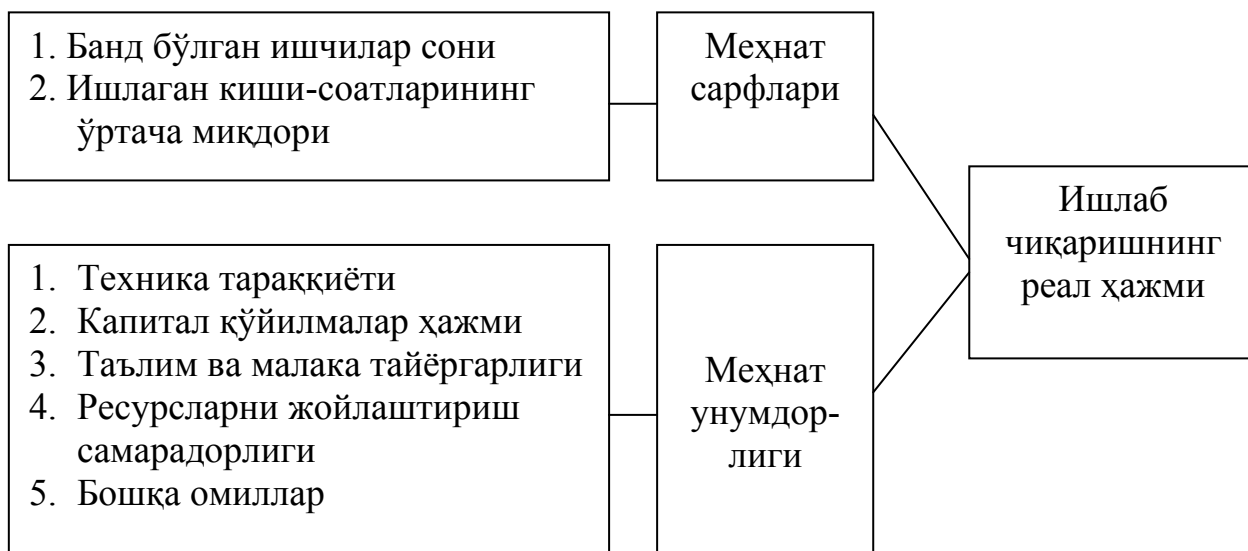 1. Банд бўлган ишчилар сони
2. Ишлаган киши-соатларининг
ўртача миқдори
Меҳнат
сарфлари
1. Техника тараққиёти
2. Капитал қўйилмалар ҳажми
3. Таълим ва малака тайёргарлиги
4. Ресурсларни жойлаштириш
самарадорлиги
5. Бошқа омиллар
Меҳнат
унумдор-
лиги
Ишлаб
чиқаришнинг
реал ҳажми